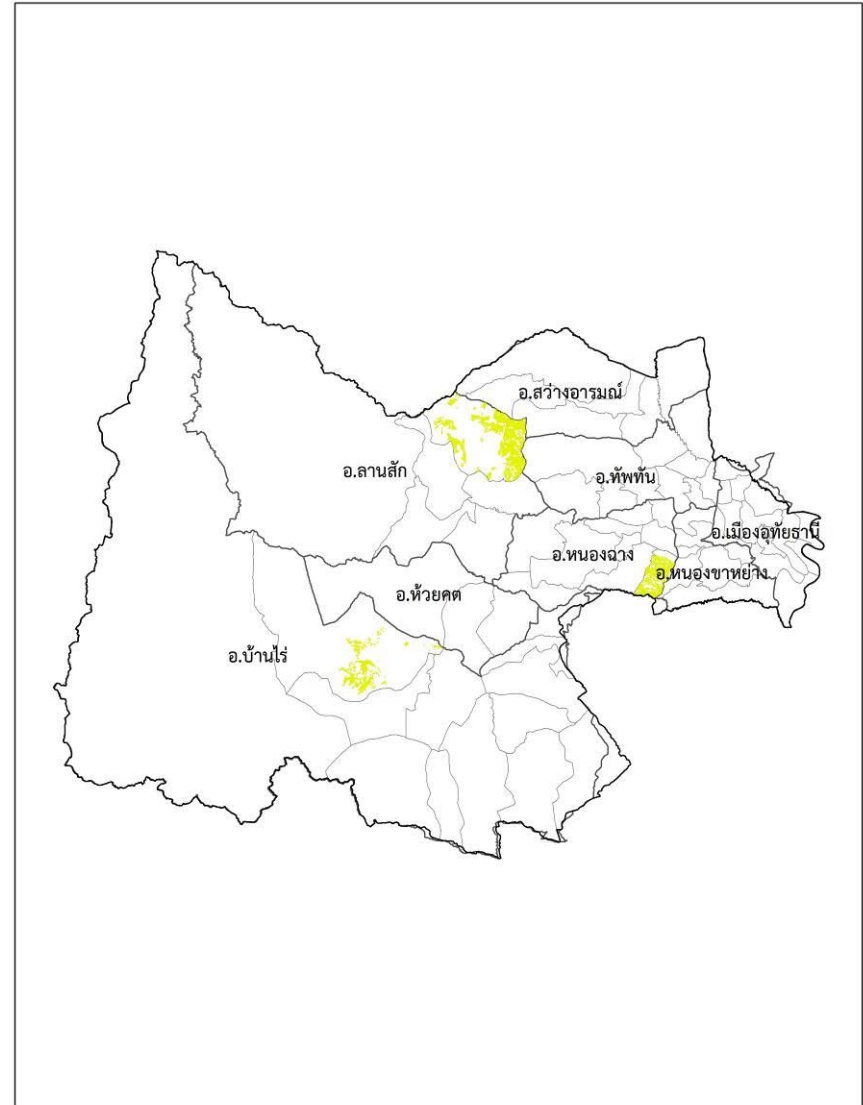 อ.สว่างอารมณ์
อ.ลานสัก
อ.ทัพทัน
อ.เมืองอุทัยธานี
อ.หนองฉาง
อ.หนองขาหย่าง
อ.ห้วยคต
อ.บ้านไร่